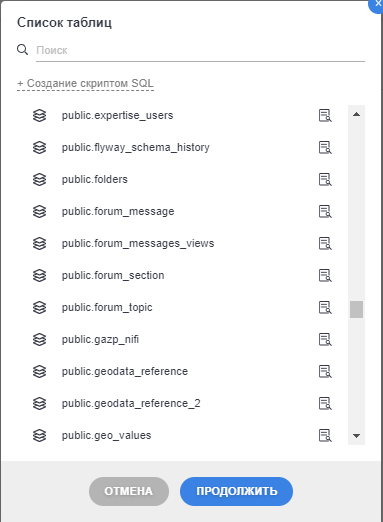 Список таблиц
Поиск
+ Создание скриптом SQL
public.expertise_users
public.flyway_schema_history
public.folders
public.forum_message
public.forum_messages_views
public.forum_section
public.forum_topic
public.gazp_nifi
public.geodata_reference
public.geodata_reference_2
public.geo_values
ОТМЕНА ПРОДОЛЖИТЬ